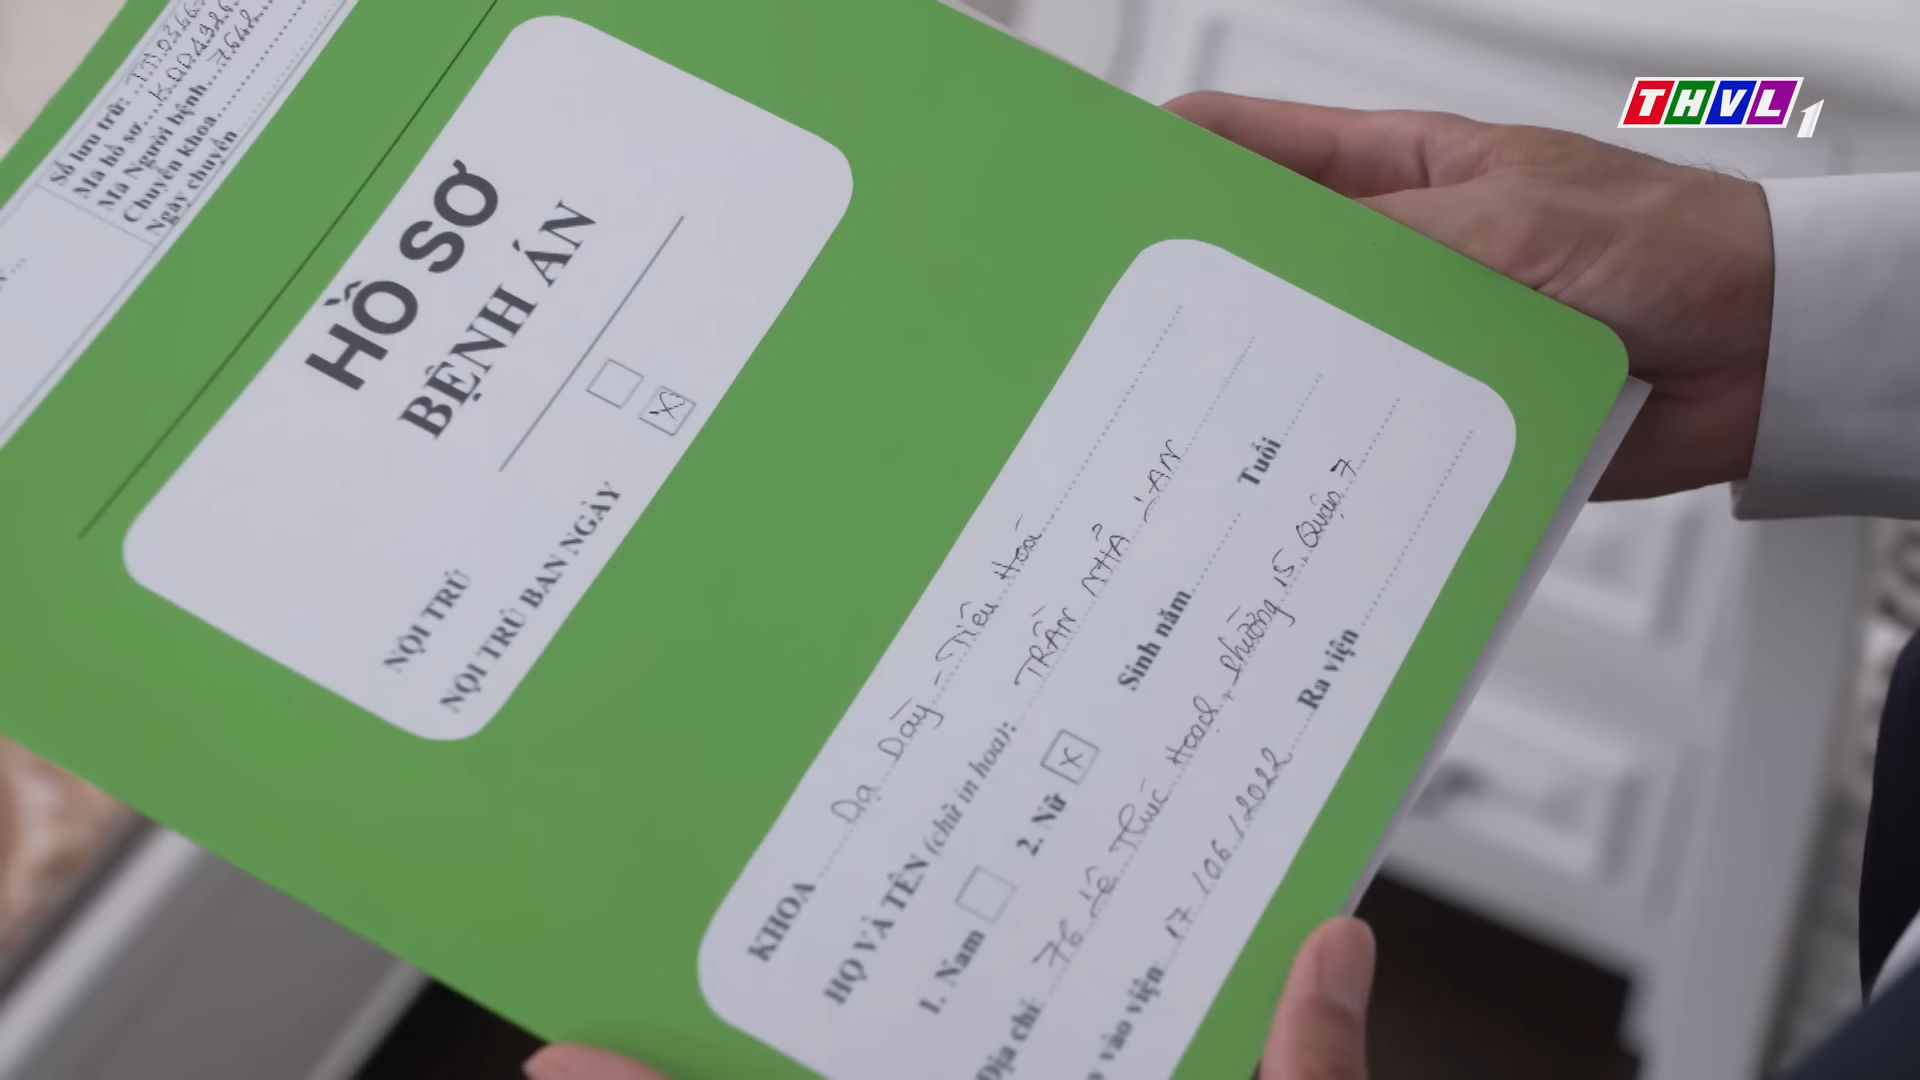 THVL1
Số lưu trữ:
Mã hồ sơ
Mã Người bệnh 7642
Chuyển khoa
Ngày chuyển
HỒ SƠ
BỆNH ÁN
NỘI TRÚ
NỘI TRÚ BAN NGÀY X
KHOA Dạ Dày - Tiêu Hoá
HỌ VÀ TÊN (chữ in hoa): TRẦN NHÃ LAN
1. Nam 2. Nữ X Sinh năm Tuổi
Địa chỉ: 76 Lê Thúc Hoạch, phường 15 Quận 7
y vào viện: 17/06/2022 Ra viện